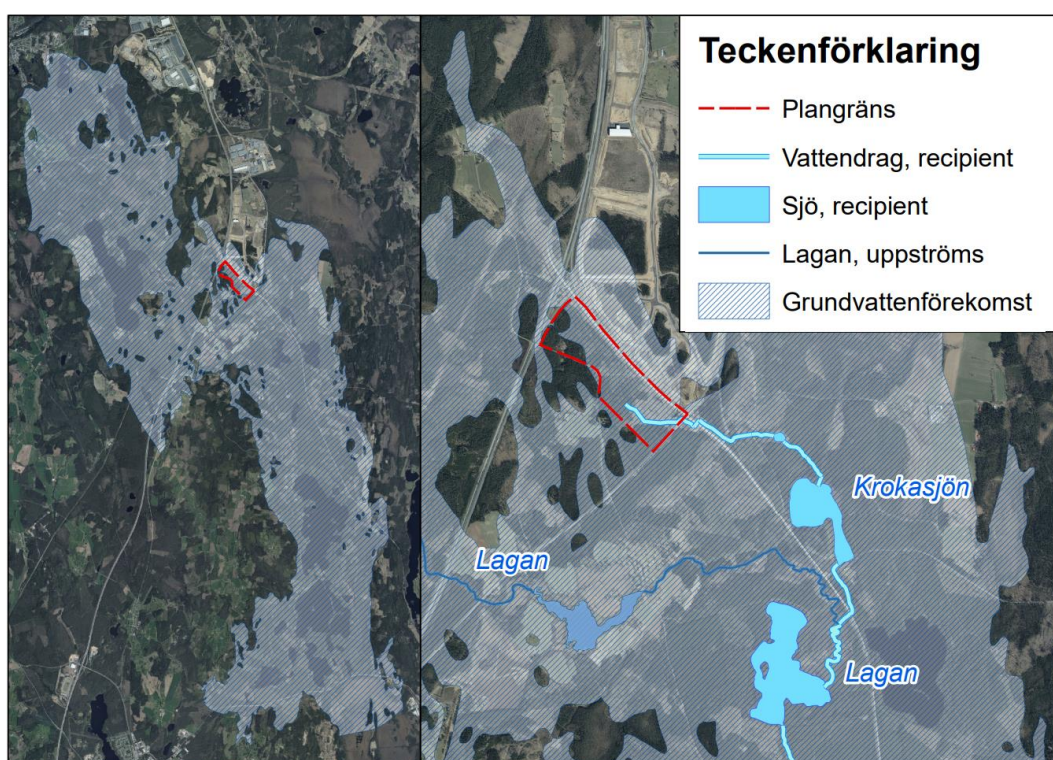 Teckenförklaring
Plangräns
Vattendrag, recipient
Sjö, recipient
Lagan, uppströms
Grundvattenförekomst
Krokasjön
Lagan
Lagan